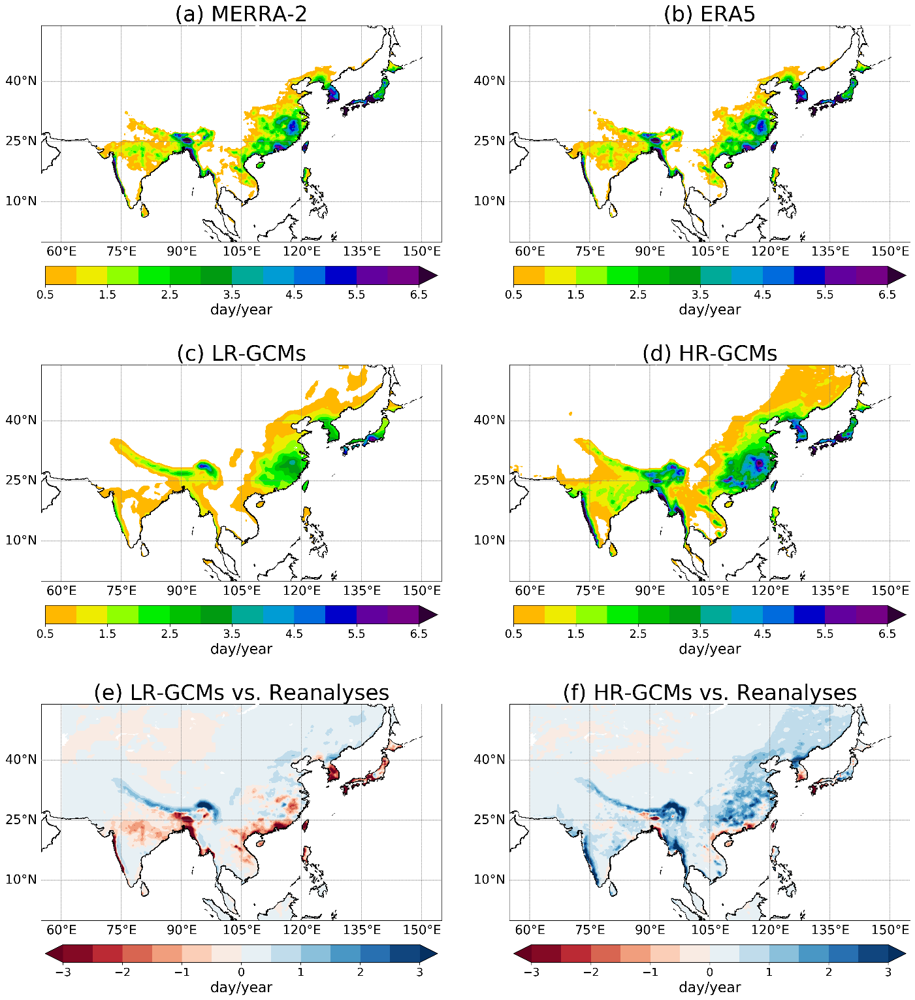 (a) MERRA-2
(b) ERA5
40°N
25°N
10°N
40°N
25°N
10°N
60°E 75°E 90°E 105°E 120°E 135°E 150°E
60°E 75°E 90°E 105°E 120°E 135°E 150°E
0.5 1.5 2.5 3.5 4.5 5.5 6.5
0.5 1.5 2.5 3.5 4.5 5.5 6.5
day/year
day/year
(c) LR-GCMs
(d) HR-GCMs
40°N
25°N
10°N
40°N
25°N
10°N
60°E 75°E 90°E 105°E 120°E 135°E 150°E
60°E 75°E 90°E 105°E 120°E 135°E 150°E
0.5 1.5 2.5 3.5 4.5 5.5 6.5
0.5 1.5 2.5 3.5 4.5 5.5 6.5
day/year
day/year
(e) LR-GCMs vs. Reanalyses
(f) HR-GCMs vs. Reanalyses
40°N
25°N
10°N
40°N
25°N
10°N
60°E 75°E 90°E 105°E 120°E 135°E 150°E
60°E 75°E 90°E 105°E 120°E 135°E 150°E
−3 −2 −1 0 1 2 3
−3 −2 −1 0 1 2 3
day/year
day/year